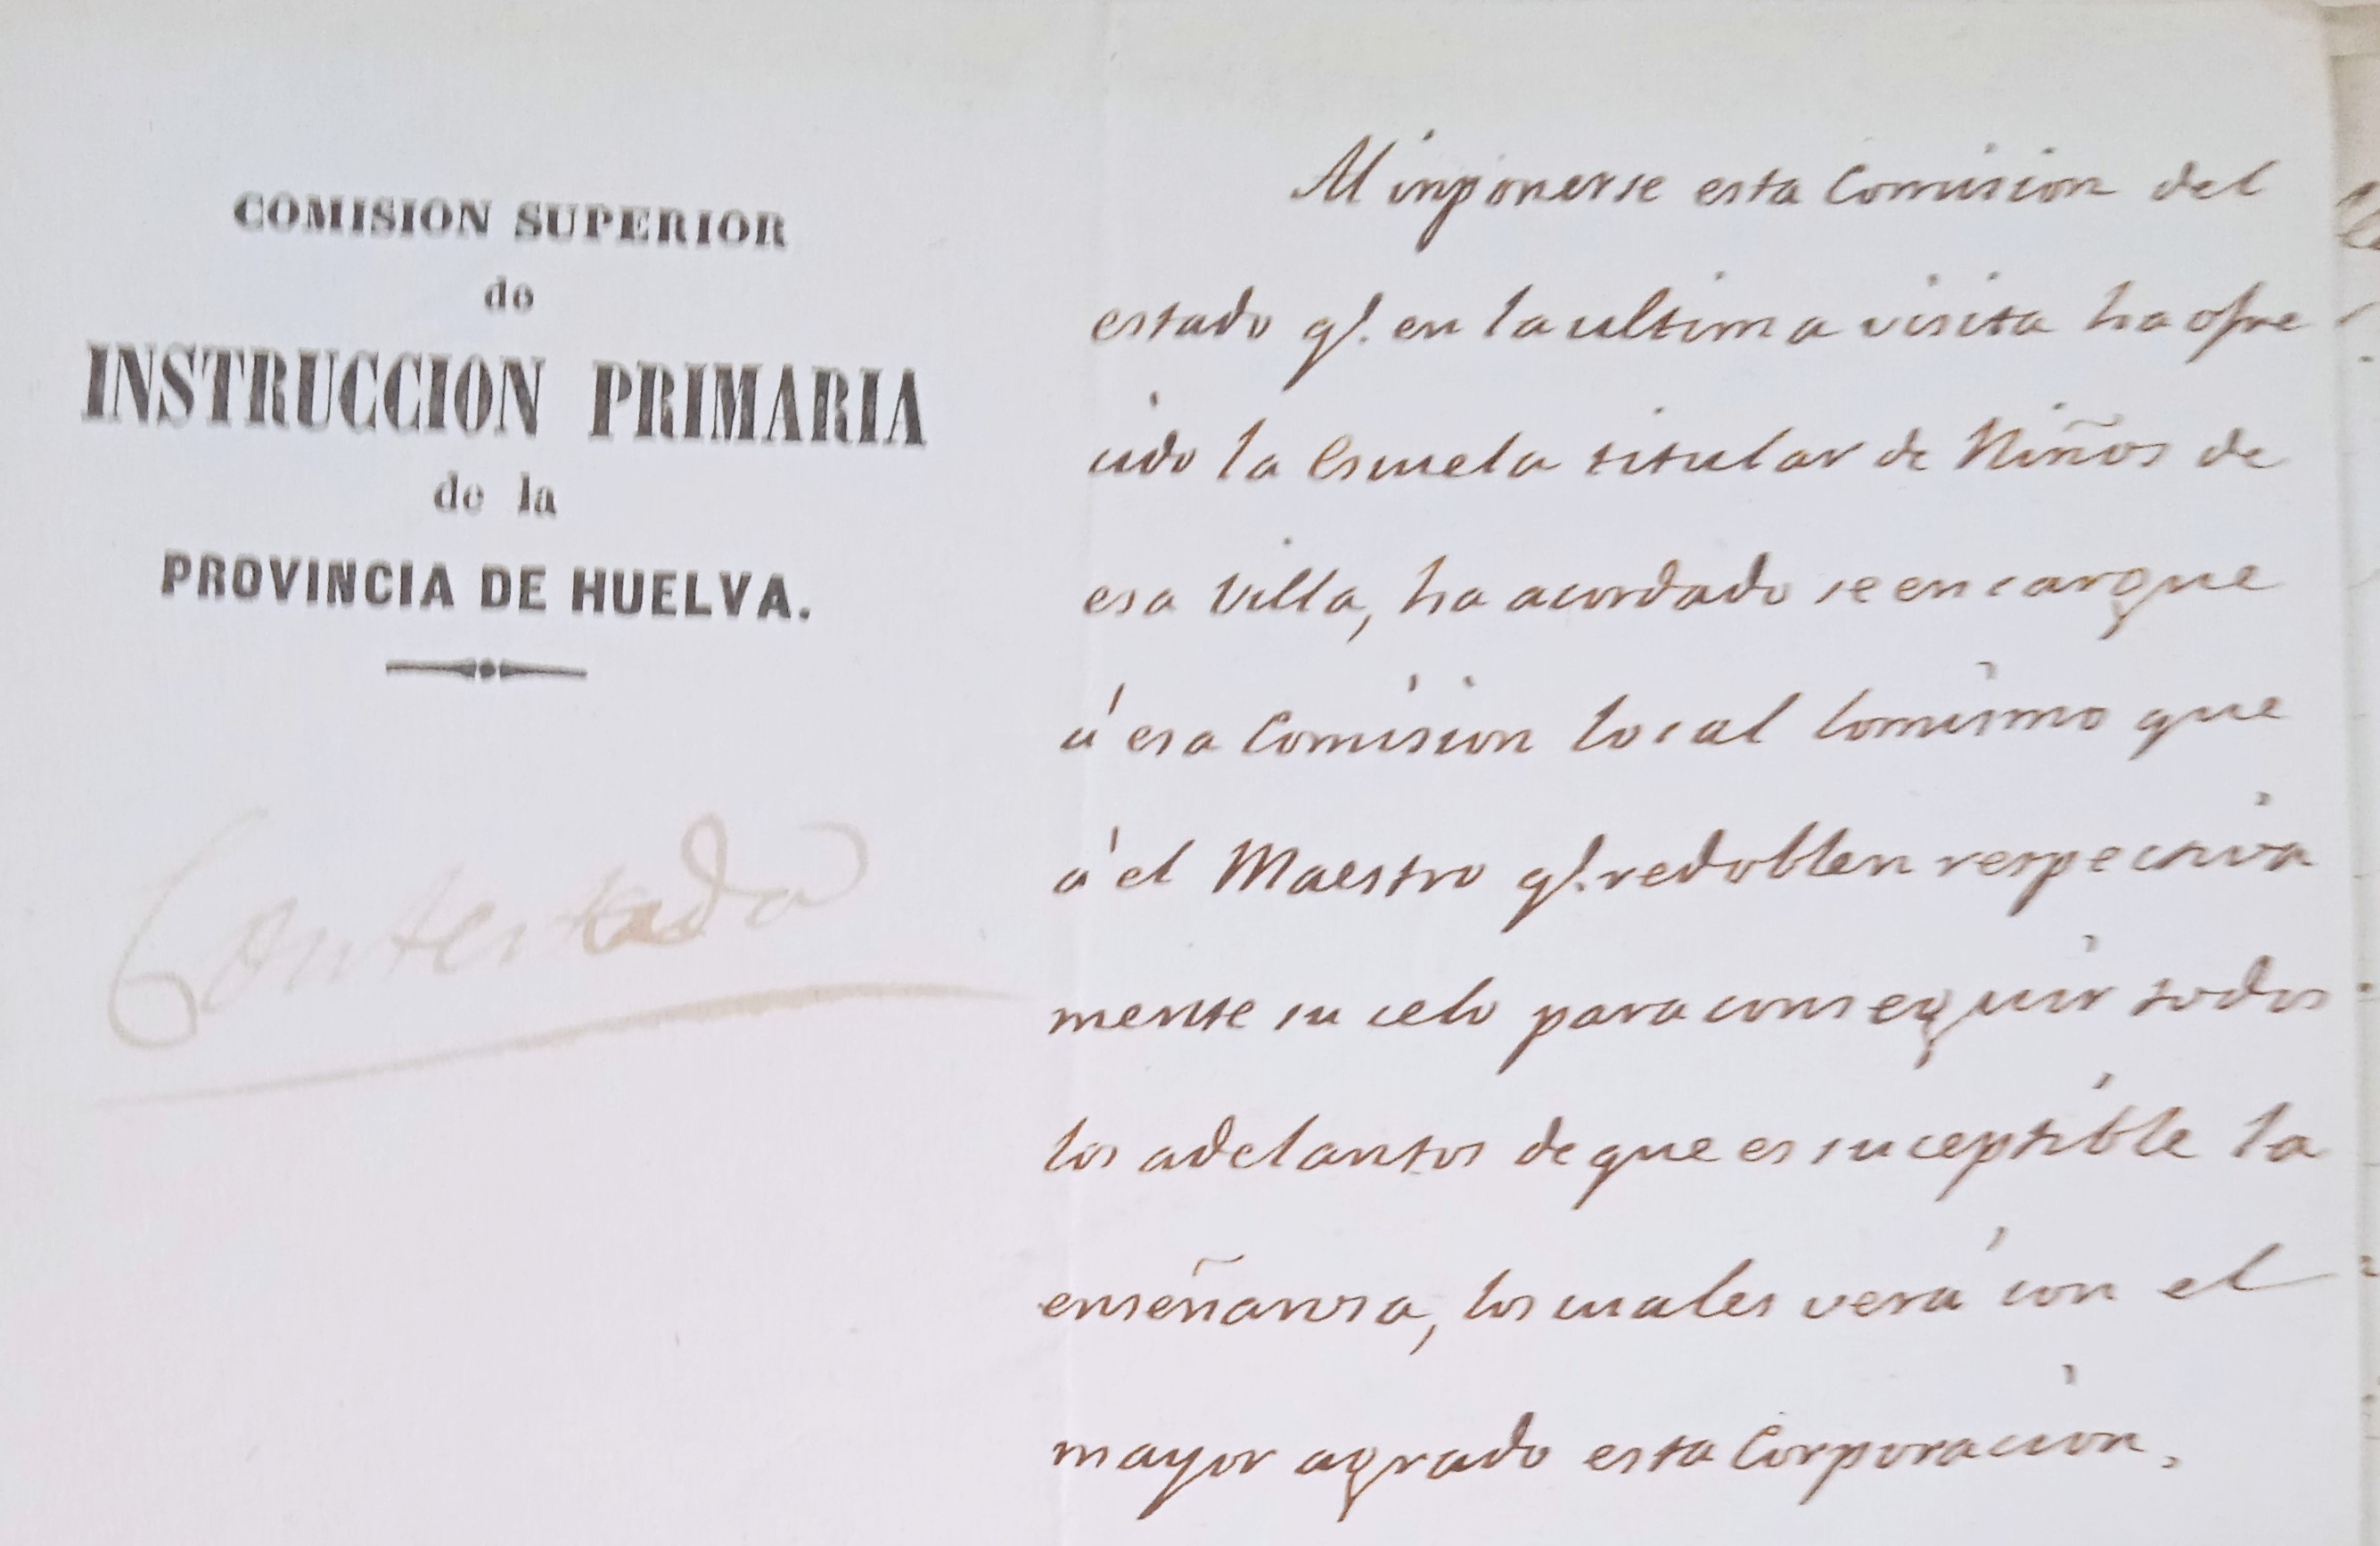 COMISION SUPERIOR
de
INSTRUCCION PRIMARIA
de la
PROVINCIA DE HUELVA.
Contestada
Al inponerse esta Comision del
estado q.e en la ultima visita ha ofre
cido la Escuela titular de Niños de
esa Villa, ha acordado se encargue
á esa Comision local lo mismo que
á el Maestro q.e redoblen respectiva
mente su celo para conseguir todos
los adelantos de que es suceptible la
enseñansa, los cuales verá con el
mayor agrado esta Corporacion.